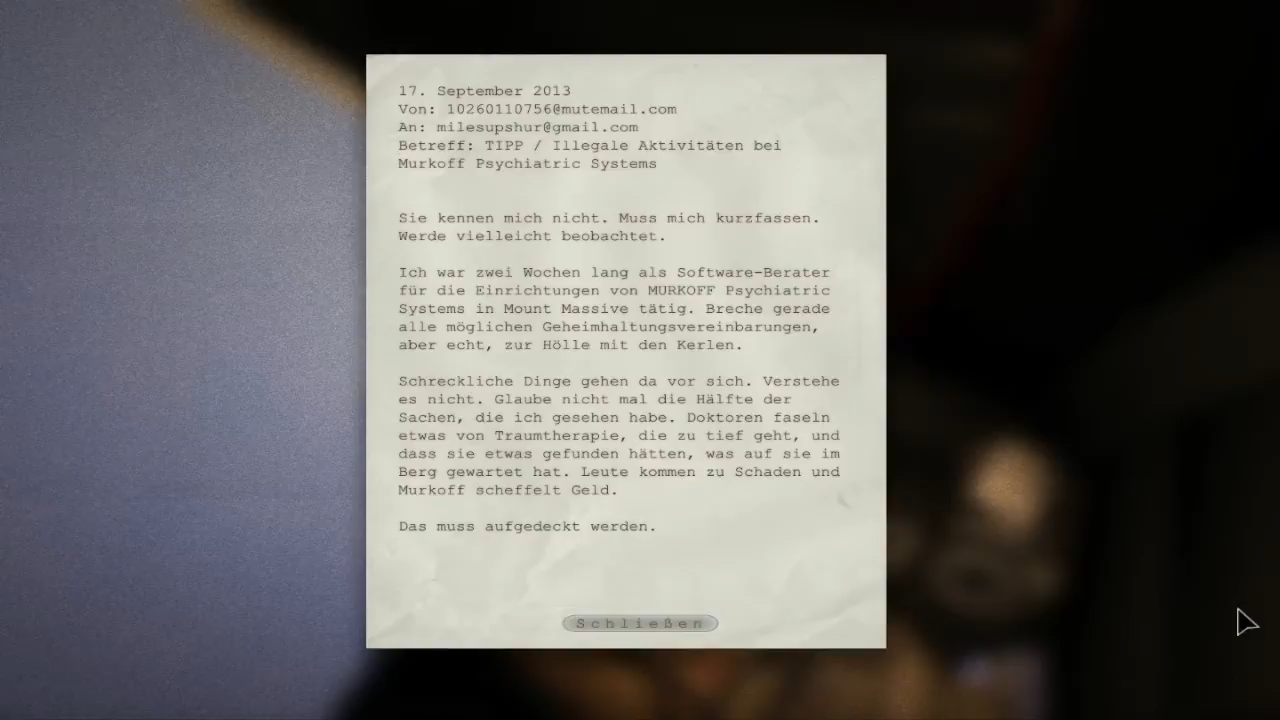 17. September 2013
Von: 10260110756@mutemail.com
An: milesupshur@gmail.com
Betreff: TIPP / Illegale Aktivitäten bei
Murkoff Psychiatric Systems
Sie kennen mich nicht. Muss mich kurzfassen.
Werde vielleicht beobachtet.
Ich war zwei Wochen lang als Software-Berater
für die Einrichtungen von MURKOFF Psychiatric
Systems in Mount Massive tätig. Breche gerade
alle möglichen Geheimhaltungsvereinbarungen,
aber echt, zur Hölle mit den Kerlen.
Schreckliche Dinge gehen da vor sich. Verstehe
es nicht. Glaube nicht mal die Hälfte der
Sachen, die ich gesehen habe. Doktoren faseln
etwas von Traumtherapie, die zu tief geht, und
dass sie etwas gefunden hätten, was auf sie im
Berg gewartet hat. Leute kommen zu Schaden und
Murkoff scheffelt Geld.
Das muss aufgedeckt werden.
Schließen